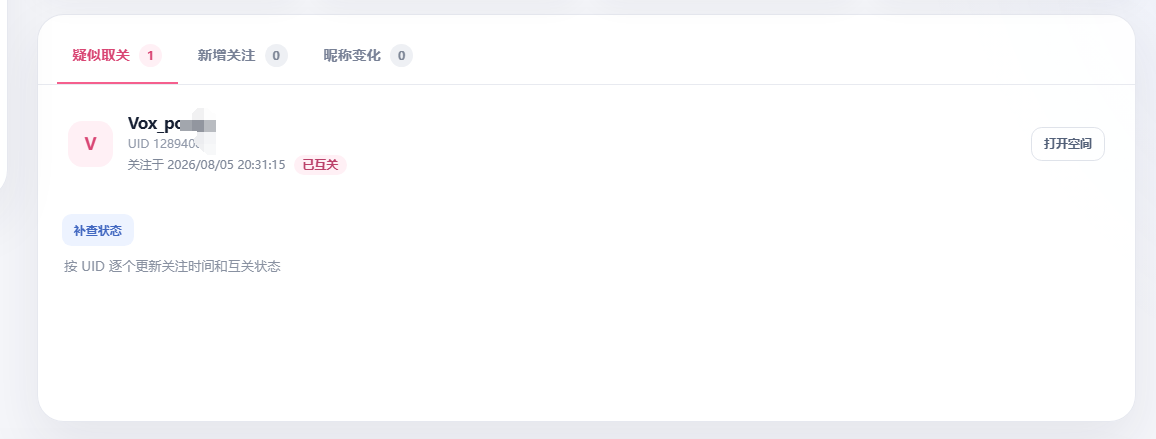 疑似取关 1 新增关注 0 昵称变化 0
V
Vox_p
UID 128940
关注于 2026/08/05 20:31:15 已互关
打开空间
补查状态
按 UID 逐个更新关注时间和互关状态